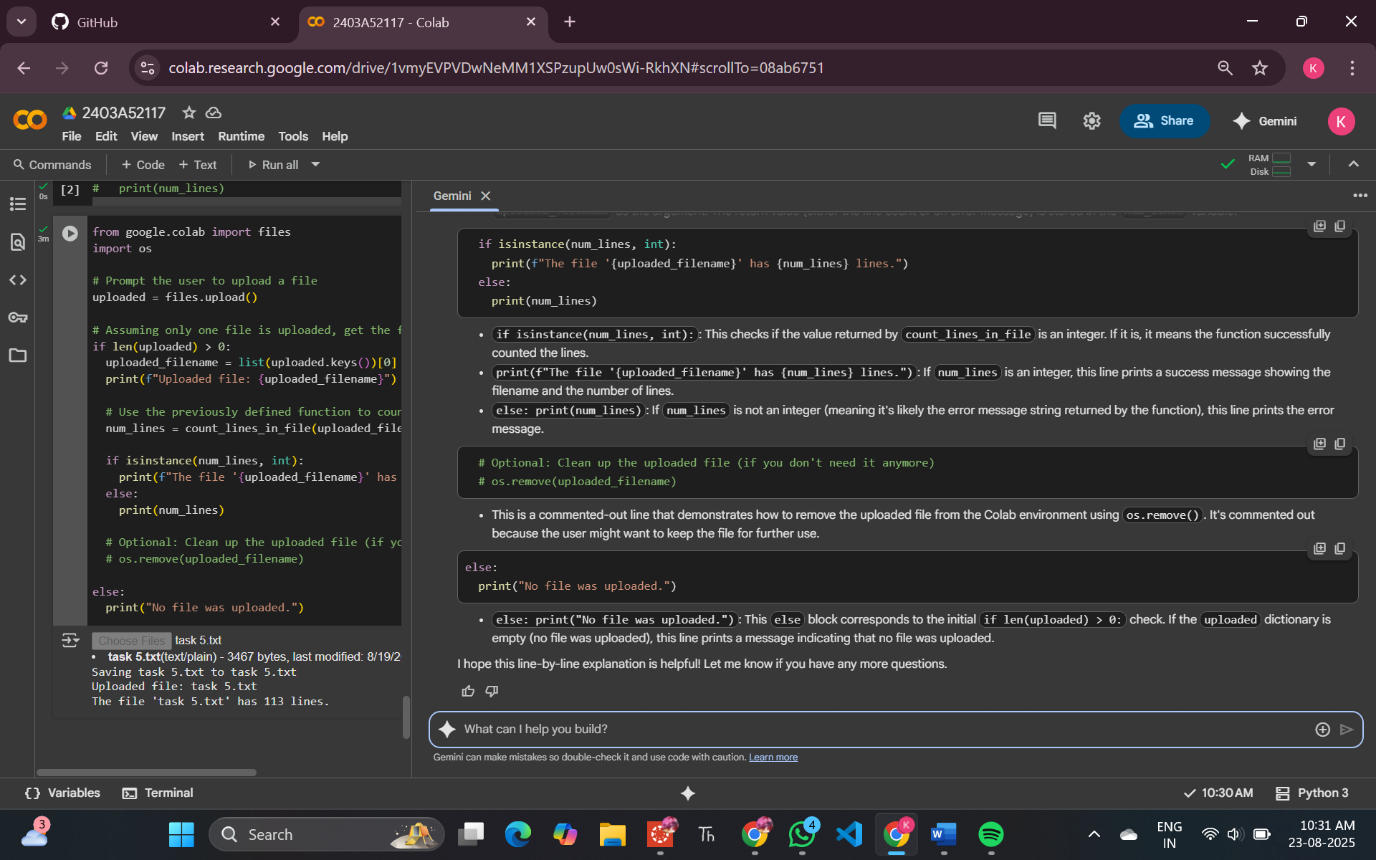 GitHub
2403A52117 - Colab
colab.research.google.com/drive/1vmyEVPVDwNeMM1XSPzupUw0sWi-RkhXN#scrollTo=08ab6751
K
2403A52117
File Edit View Insert Runtime Tools Help
Share
Gemini
K
Commands
+ Code + Text
Run all
RAM
Disk
0s
[2]
# print(num_lines)
3m
from google.colab import files
import os
# Prompt the user to upload a file
uploaded = files.upload()
# Assuming only one file is uploaded, get the f
if len(uploaded) > 0:
uploaded_filename = list(uploaded.keys())[0]
print(f"Uploaded file: {uploaded_filename}")
# Use the previously defined function to coun
num_lines = count_lines_in_file(uploaded_file
if isinstance(num_lines, int):
print(f"The file '{uploaded_filename}' has
else:
print(num_lines)
# Optional: Clean up the uploaded file (if yo
# os.remove(uploaded_filename)
else:
print("No file was uploaded.")
Choose Files task 5.txt
• task 5.txt(text/plain) - 3467 bytes, last modified: 8/19/2
Saving task 5.txt to task 5.txt
Uploaded file: task 5.txt
The file 'task 5.txt' has 113 lines.
Gemini
if isinstance(num_lines, int):
print(f"The file '{uploaded_filename}' has {num_lines} lines.")
else:
print(num_lines)
• if isinstance(num_lines, int): : This checks if the value returned by count_lines_in_file is an integer. If it is, it means the function successfully
counted the lines.
• print(f"The file '{uploaded_filename}' has {num_lines} lines.") : If num_lines is an integer, this line prints a success message showing the
filename and the number of lines.
• else: print(num_lines) : If num_lines is not an integer (meaning it's likely the error message string returned by the function), this line prints the error
message.
# Optional: Clean up the uploaded file (if you don't need it anymore)
# os.remove(uploaded_filename)
• This is a commented-out line that demonstrates how to remove the uploaded file from the Colab environment using os.remove() . It's commented out
because the user might want to keep the file for further use.
else:
print("No file was uploaded.")
• else: print("No file was uploaded.") : This else block corresponds to the initial if len(uploaded) > 0: check. If the uploaded dictionary is
empty (no file was uploaded), this line prints a message indicating that no file was uploaded.
I hope this line-by-line explanation is helpful! Let me know if you have any more questions.
What can I help you build?
Gemini can make mistakes so double-check it and use code with caution. Learn more
{} Variables
Terminal
10:30 AM
Python 3
3
Search
Th
4
K
ENG
IN
10:31 AM
23-08-2025